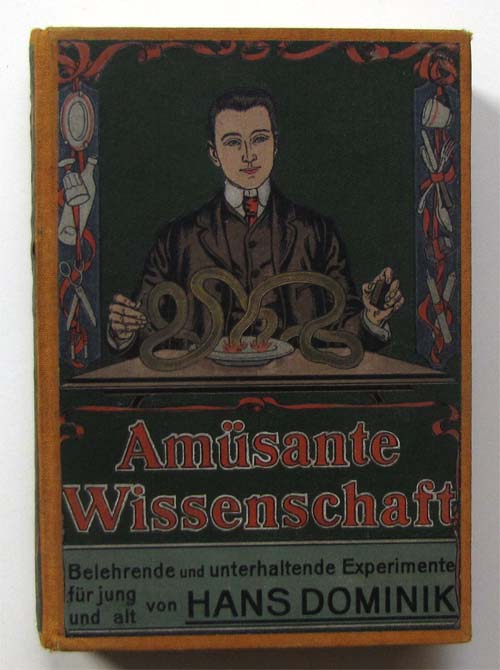 Amüsante
Wissenschaft
Belehrende und unterhaltende Experimente
für jung
und alt von HANS DOMINIK